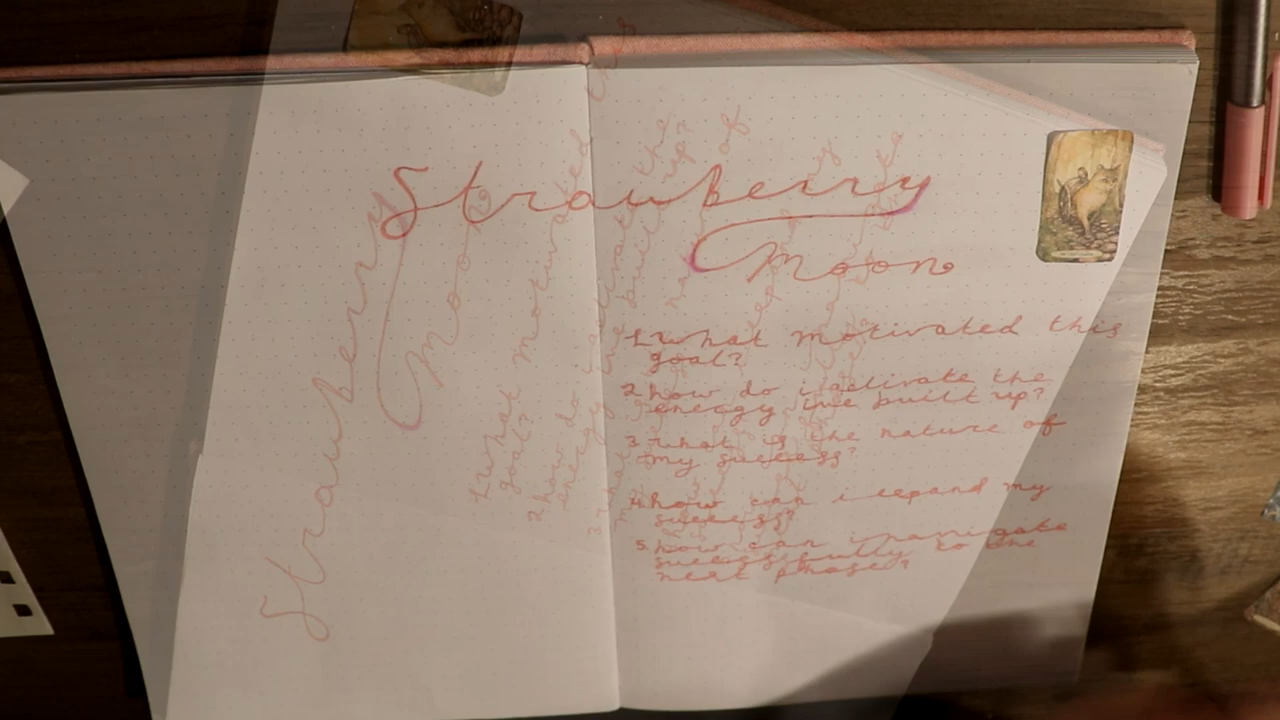 Strawberry
Moon
1. what motivated this
goal?
2. how do i activate the
energy ive built up?
3. what is the nature of
my success?
4. how can i expand my
success?
5. how can i navigate
successfully to the
next phase?